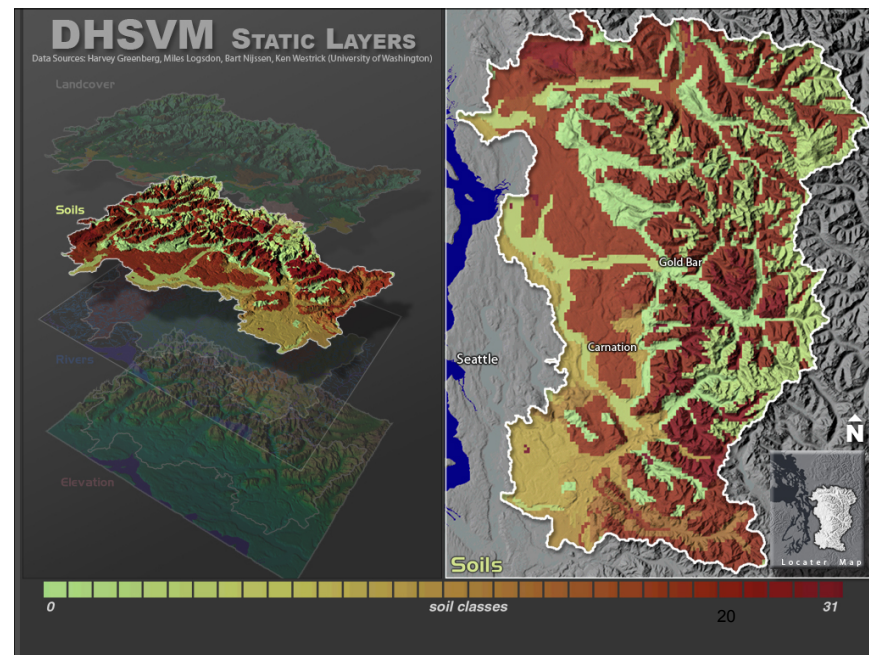 DHSVM STATIC LAYERS
Data Sources: Harvey Greenberg, Miles Logsdon, Bart Nijssen, Ken Westrick (University of Washington)
Landcover
Soils
Rivers
Elevation
Gold Bar
Carnation
Seattle
N
Locater Map
Soils
0
soil classes
31
20